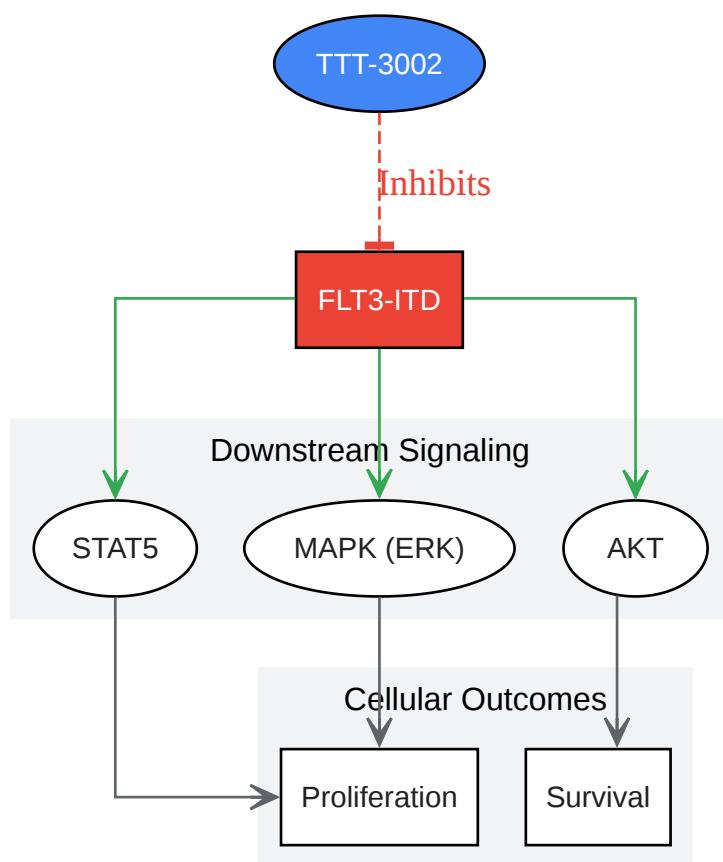 TTT-3002
Inhibits
FLT3-ITD
Downstream Signaling
STAT5
MAPK (ERK)
AKT
Cellular Outcomes
Proliferation
Survival